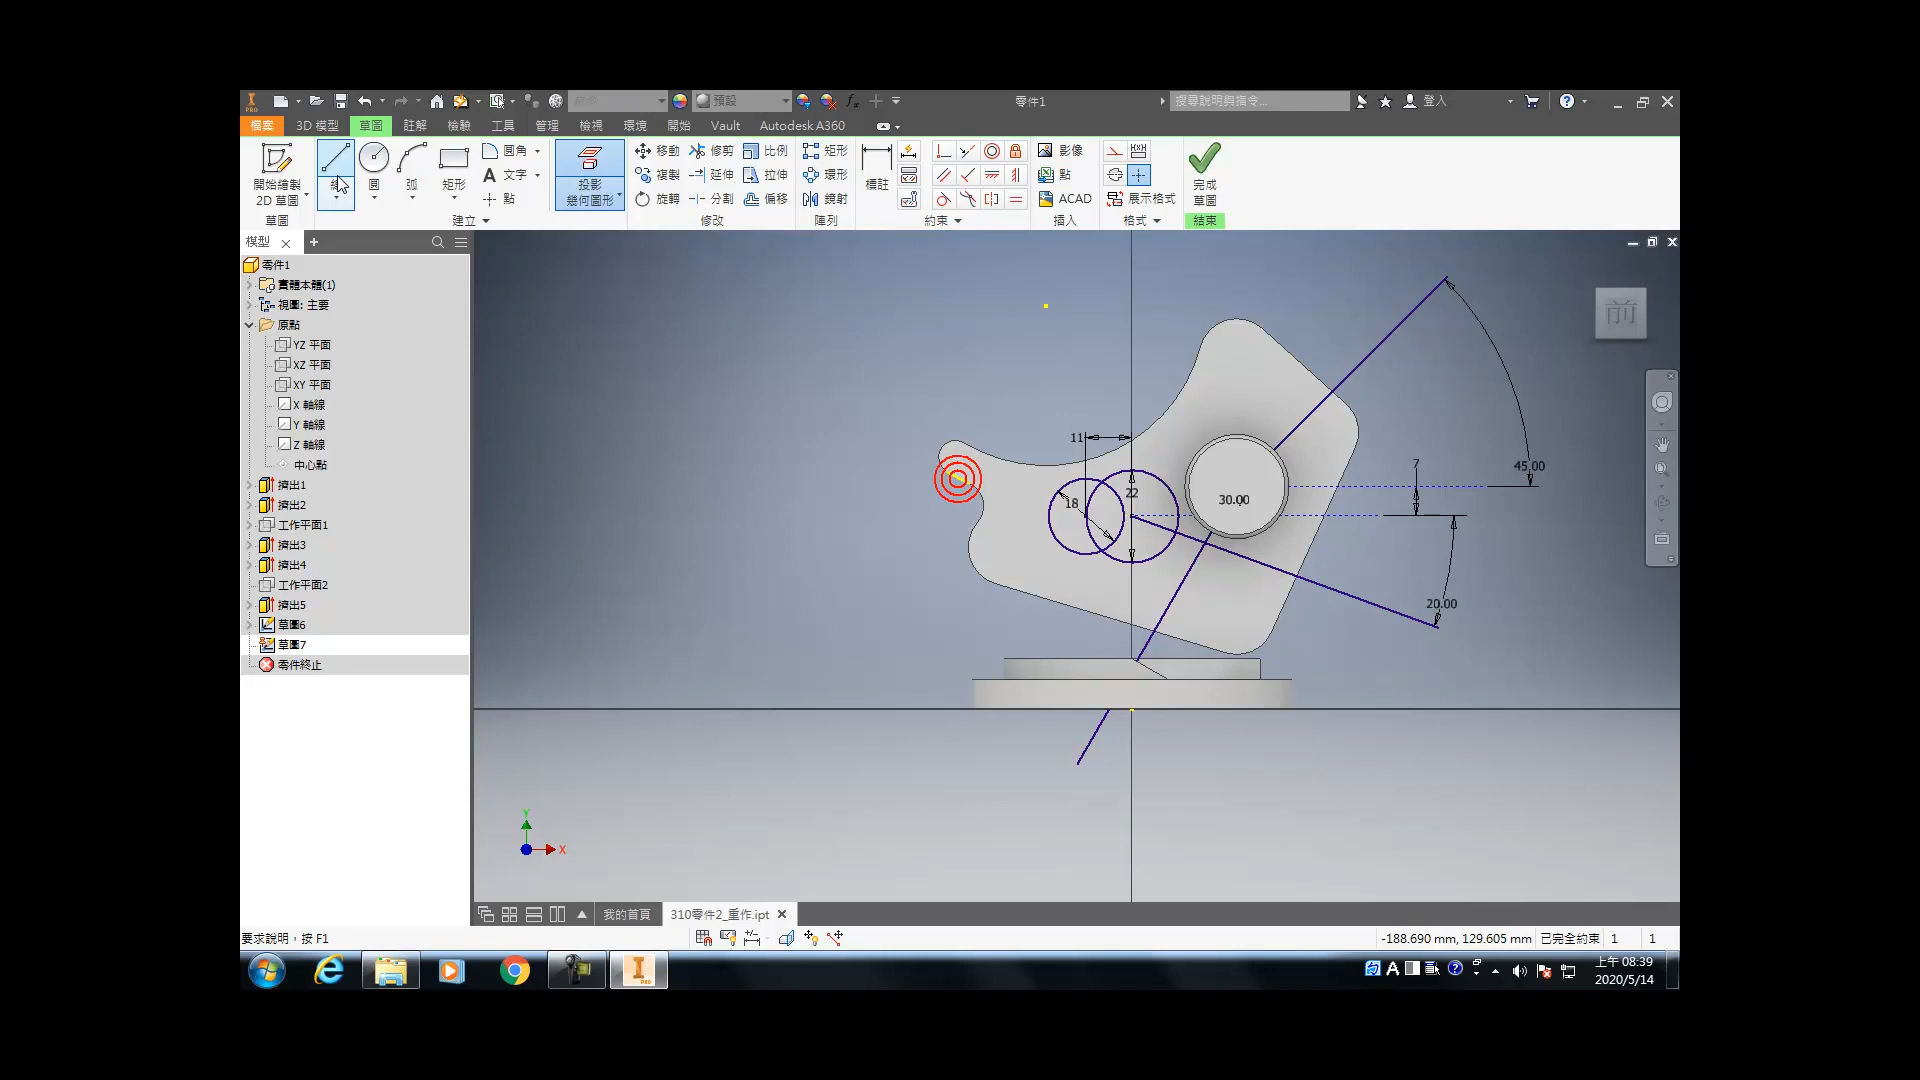 PRO
預設
零件1
搜尋說明與指令...
登入
檔案 3D 模型 草圖 註解 檢驗 工具 管理 檢視 環境 開始 Vault Autodesk A360
開始繪製
2D 草圖
草圖
圓
弧
矩形
圓角
文字
點
建立
投影
幾何圖形
移動 修剪 比例
複製 延伸 拉伸
旋轉 分割 偏移
修改
矩形
環形
鏡射
陣列
標註
約束
影像
點
ACAD
插入
展示格式
格式
完成
草圖
結束
模型
零件1
實體本體(1)
視圖: 主要
原點
YZ 平面
XZ 平面
XY 平面
X 軸線
Y 軸線
Z 軸線
中心點
擠出1
擠出2
工作平面1
擠出3
擠出4
工作平面2
擠出5
草圖6
草圖7
零件終止
前
11
18
22
30.00
7
45.00
20.00
Y
X
我的首頁
310零件2_重作.ipt
要求說明，按 F1
-188.690 mm, 129.605 mm 已完全約束 1 1
PRO
A
上午 08:39
2020/5/14